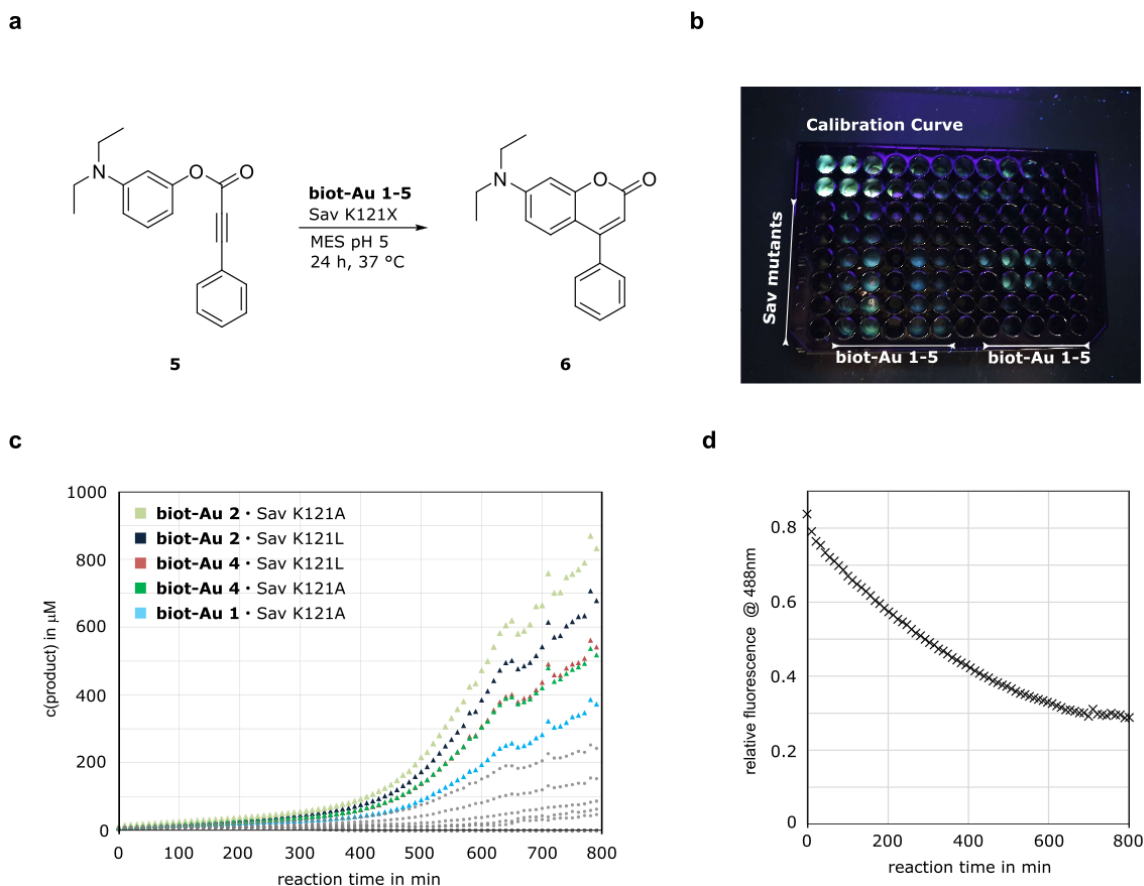 a
N
O
O
5
biot-Au 1-5
Sav K121X
MES pH 5
24 h, 37 °C
N
O
O
6
b
Calibration Curve
Sav mutants
biot-Au 1-5
biot-Au 1-5
c
c(product) in µM
1000
800
600
400
200
0
biot-Au 2 · Sav K121A
biot-Au 2 · Sav K121L
biot-Au 4 · Sav K121L
biot-Au 4 · Sav K121A
biot-Au 1 · Sav K121A
0 100 200 300 400 500 600 700 800
reaction time in min
d
relative fluorescence @ 488nm
0.8
0.6
0.4
0.2
0
0 200 400 600 800
reaction time in min